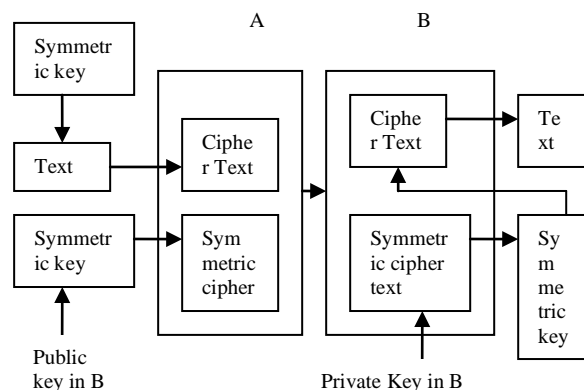 A
B
Symmetr
ic key
Text
Ciphe
r Text
Ciphe
r Text
Te
xt
Symmetr
ic key
Sym
metric
cipher
Symmetr
ic cipher
text
Sy
m
me
tric
key
Public
key in B
Private Key in B